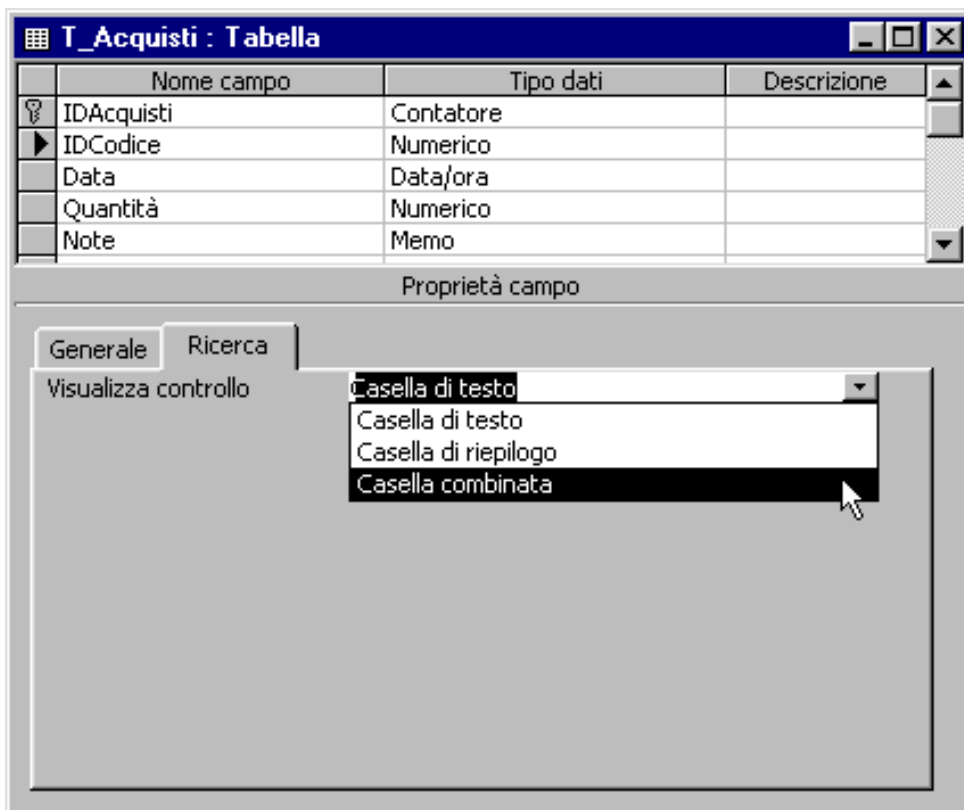 T_Acquisti : Tabella
Nome campo Tipo dati Descrizione
IDAcquisti Contatore
IDCodice Numerico
Data Data/ora
Quantità Numerico
Note Memo
Proprietà campo
Generale Ricerca
Visualizza controllo Casella di testo
Casella di testo
Casella di riepilogo
Casella combinata